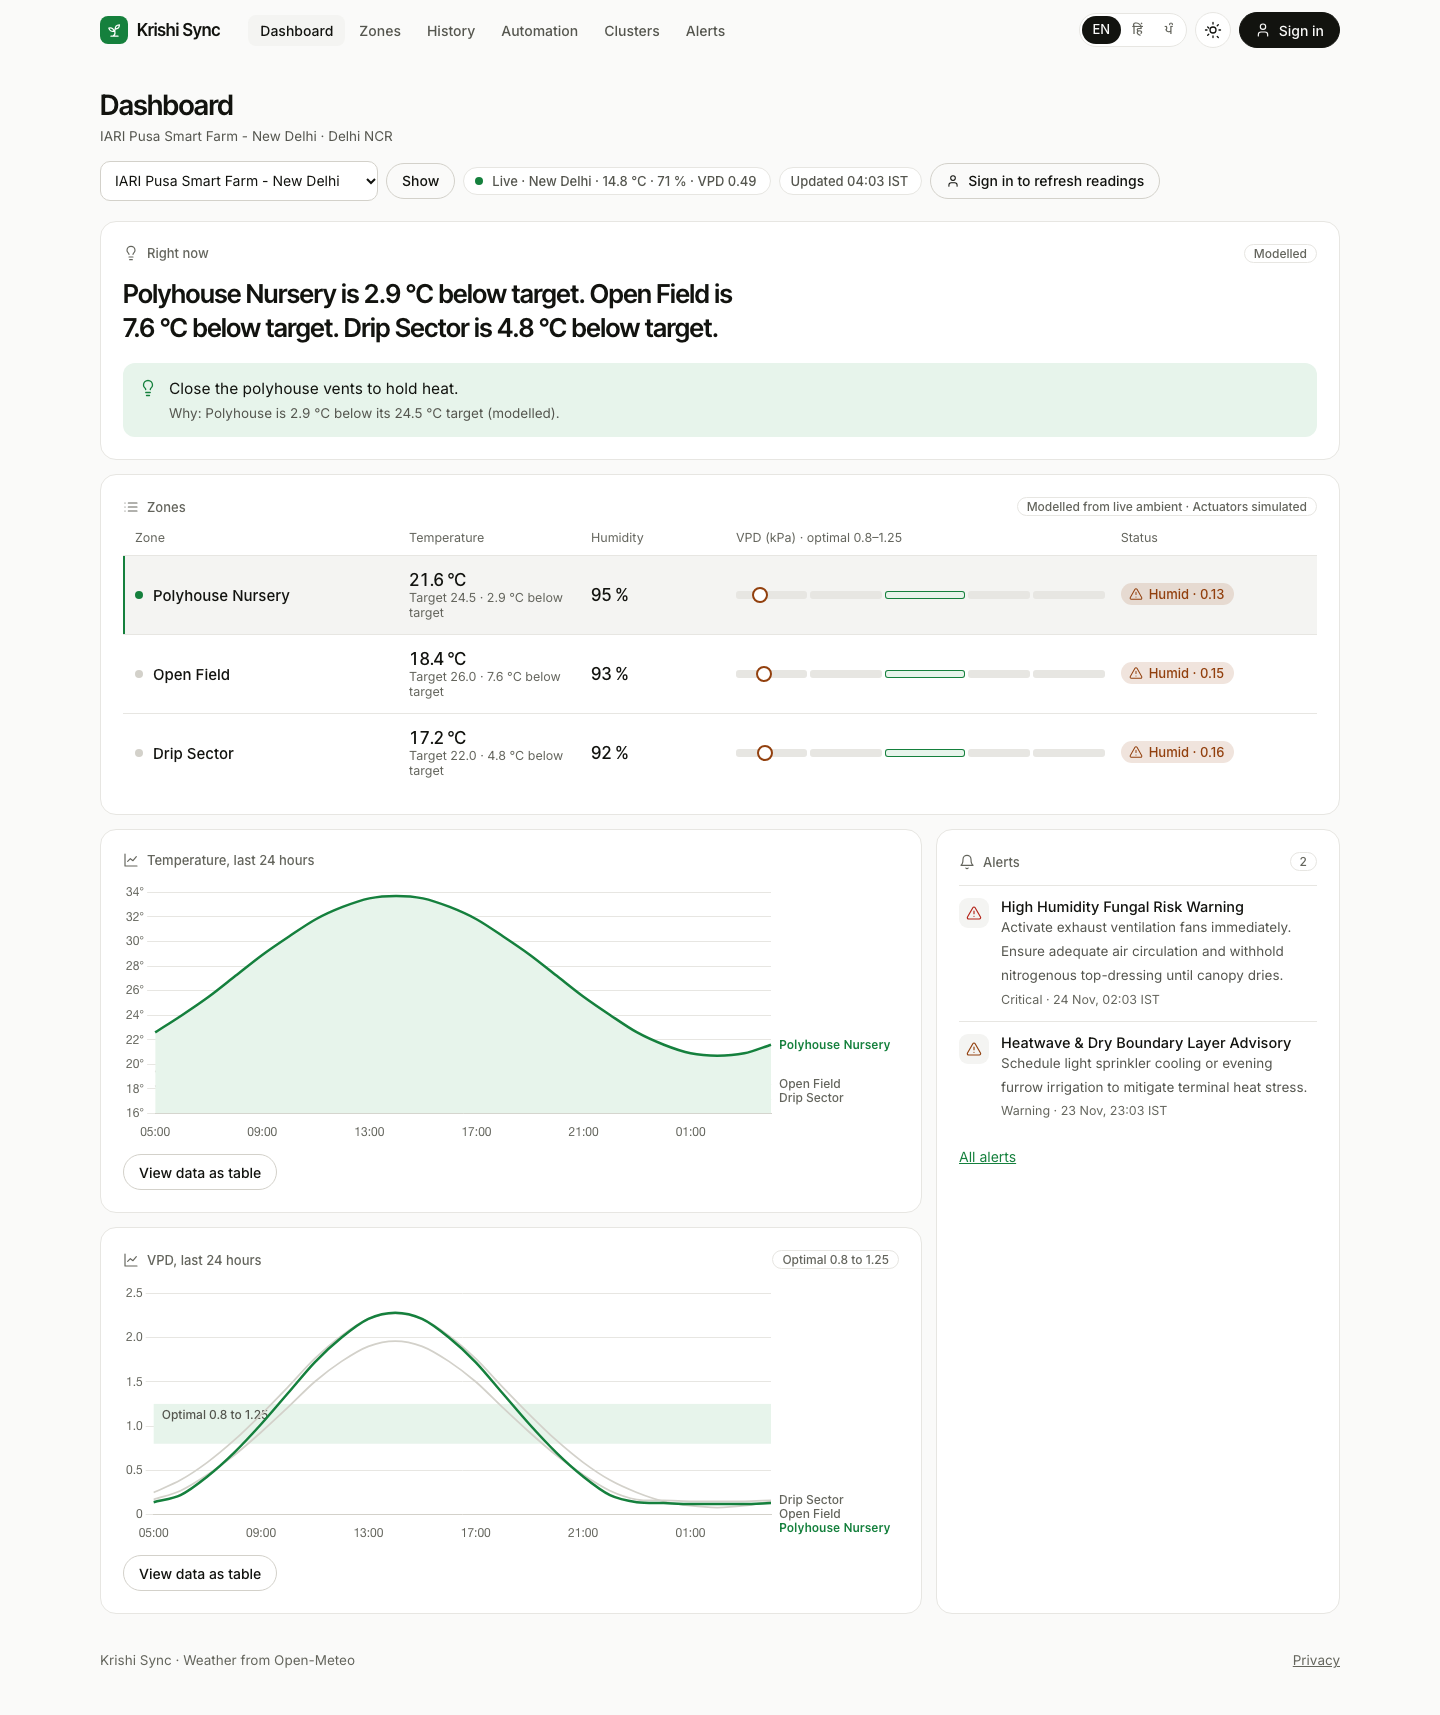 Krishi Sync
Dashboard
Zones
History
Automation
Clusters
Alerts
EN
हिं
ਪੰ
Sign in
Dashboard
IARI Pusa Smart Farm - New Delhi · Delhi NCR
IARI Pusa Smart Farm - New Delhi
Show
Live · New Delhi · 14.8 °C · 71 % · VPD 0.49
Updated 04:03 IST
Sign in to refresh readings
Right now
Modelled
Polyhouse Nursery is 2.9 °C below target. Open Field is
7.6 °C below target. Drip Sector is 4.8 °C below target.
Close the polyhouse vents to hold heat.
Why: Polyhouse is 2.9 °C below its 24.5 °C target (modelled).
Zones
Modelled from live ambient · Actuators simulated
Zone
Temperature
Humidity
VPD (kPa) · optimal 0.8–1.25
Status
Polyhouse Nursery
21.6 °C
Target 24.5 · 2.9 °C below
target
95 %
Humid · 0.13
Open Field
18.4 °C
Target 26.0 · 7.6 °C below
target
93 %
Humid · 0.15
Drip Sector
17.2 °C
Target 22.0 · 4.8 °C below
target
92 %
Humid · 0.16
Temperature, last 24 hours
34°
32°
30°
28°
26°
24°
22°
20°
18°
16°
Polyhouse Nursery
Open Field
Drip Sector
05:00
09:00
13:00
17:00
21:00
01:00
View data as table
VPD, last 24 hours
Optimal 0.8 to 1.25
2.5
2.0
1.5
1.0
0.5
0
Optimal 0.8 to 1.25
Drip Sector
Open Field
Polyhouse Nursery
05:00
09:00
13:00
17:00
21:00
01:00
View data as table
Alerts
2
High Humidity Fungal Risk Warning
Activate exhaust ventilation fans immediately.
Ensure adequate air circulation and withhold
nitrogenous top-dressing until canopy dries.
Critical · 24 Nov, 02:03 IST
Heatwave & Dry Boundary Layer Advisory
Schedule light sprinkler cooling or evening
furrow irrigation to mitigate terminal heat stress.
Warning · 23 Nov, 23:03 IST
All alerts
Krishi Sync · Weather from Open-Meteo
Privacy